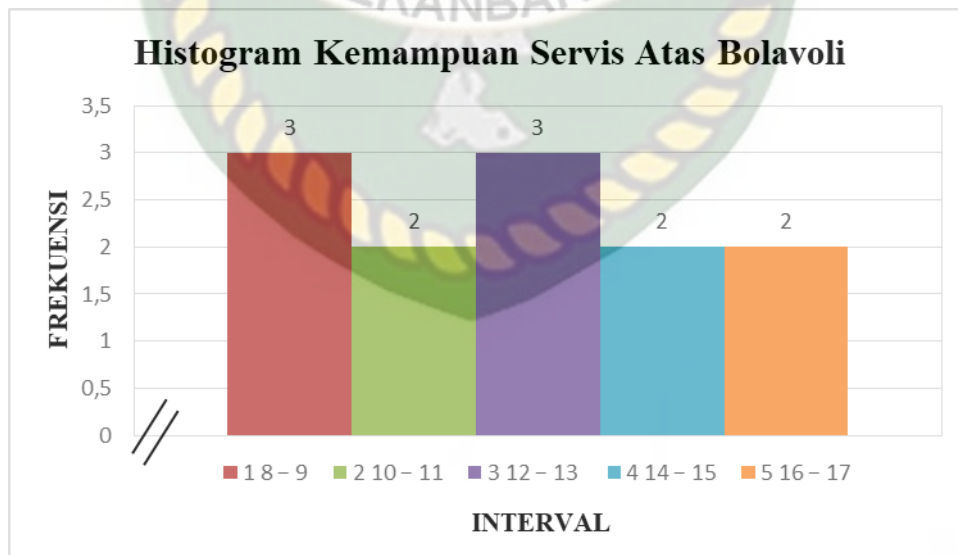 Histogram Kemampuan Servis Atas Bolavoli
FREKUENSI
3,5
3
2,5
2
1,5
1
0,5
0
3
2
3
2
2
1 8 – 9
2 10 – 11
3 12 – 13
4 14 – 15
5 16 – 17
INTERVAL